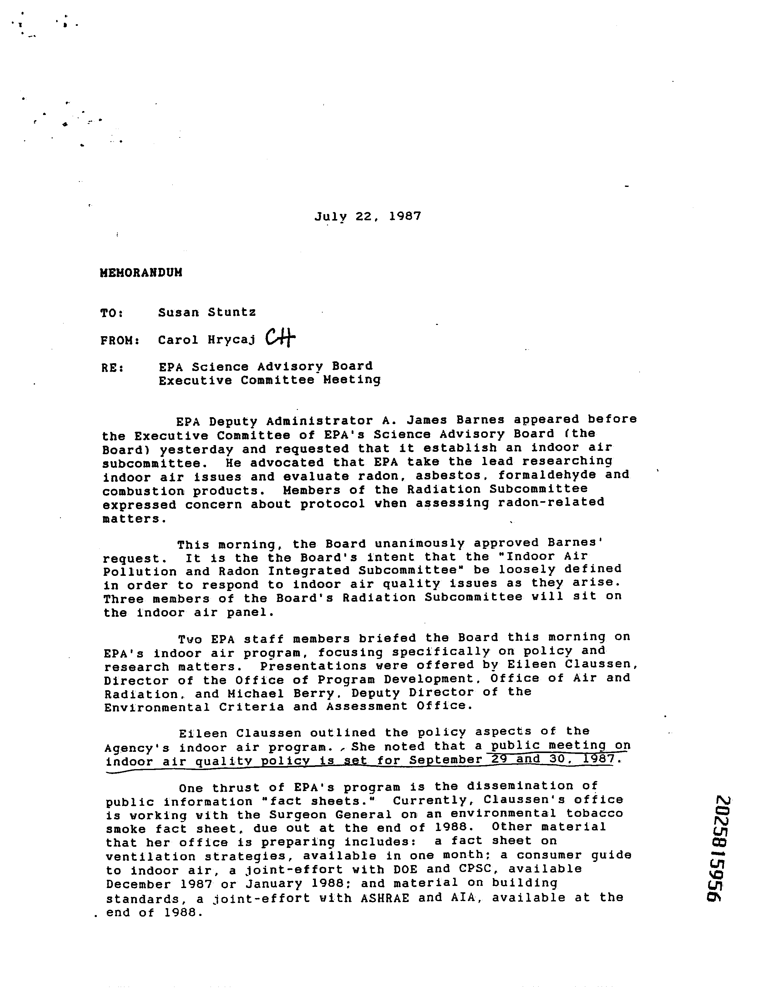 July 22, 1987
MEMORANDUM
TO: Susan Stuntz
FROM: Carol Hrycaj CH
RE: EPA Science Advisory Board
Executive Committee Meeting
EPA Deputy Administrator A. James Barnes appeared before
the Executive Committee of EPA's Science Advisory Board (the
Board) yesterday and requested that it establish an indoor air
subcommittee. He advocated that EPA take the lead researching
indoor air issues and evaluate radon, asbestos, formaldehyde and
combustion products. Members of the Radiation Subcommittee
expressed concern about protocol when assessing radon-related
matters.
This morning, the Board unanimously approved Barnes'
request. It is the the Board's intent that the "Indoor Air
Pollution and Radon Integrated Subcommittee" be loosely defined
in order to respond to indoor air quality issues as they arise.
Three members of the Board's Radiation Subcommittee will sit on
the indoor air panel.
Two EPA staff members briefed the Board this morning on
EPA's indoor air program, focusing specifically on policy and
research matters. Presentations were offered by Eileen Claussen,
Director of the Office of Program Development, Office of Air and
Radiation, and Michael Berry, Deputy Director of the
Environmental Criteria and Assessment Office.
Eileen Claussen outlined the policy aspects of the
Agency's indoor air program. She noted that a public meeting on
indoor air quality policy is set for September 29 and 30, 1987.
One thrust of EPA's program is the dissemination of
public information "fact sheets." Currently, Claussen's office
is working with the Surgeon General on an environmental tobacco
smoke fact sheet, due out at the end of 1988. Other material
that her office is preparing includes: a fact sheet on
ventilation strategies, available in one month; a consumer guide
to indoor air, a joint-effort with DOE and CPSC, available
December 1987 or January 1988; and material on building
standards, a joint-effort with ASHRAE and AIA, available at the
end of 1988.
2025815956